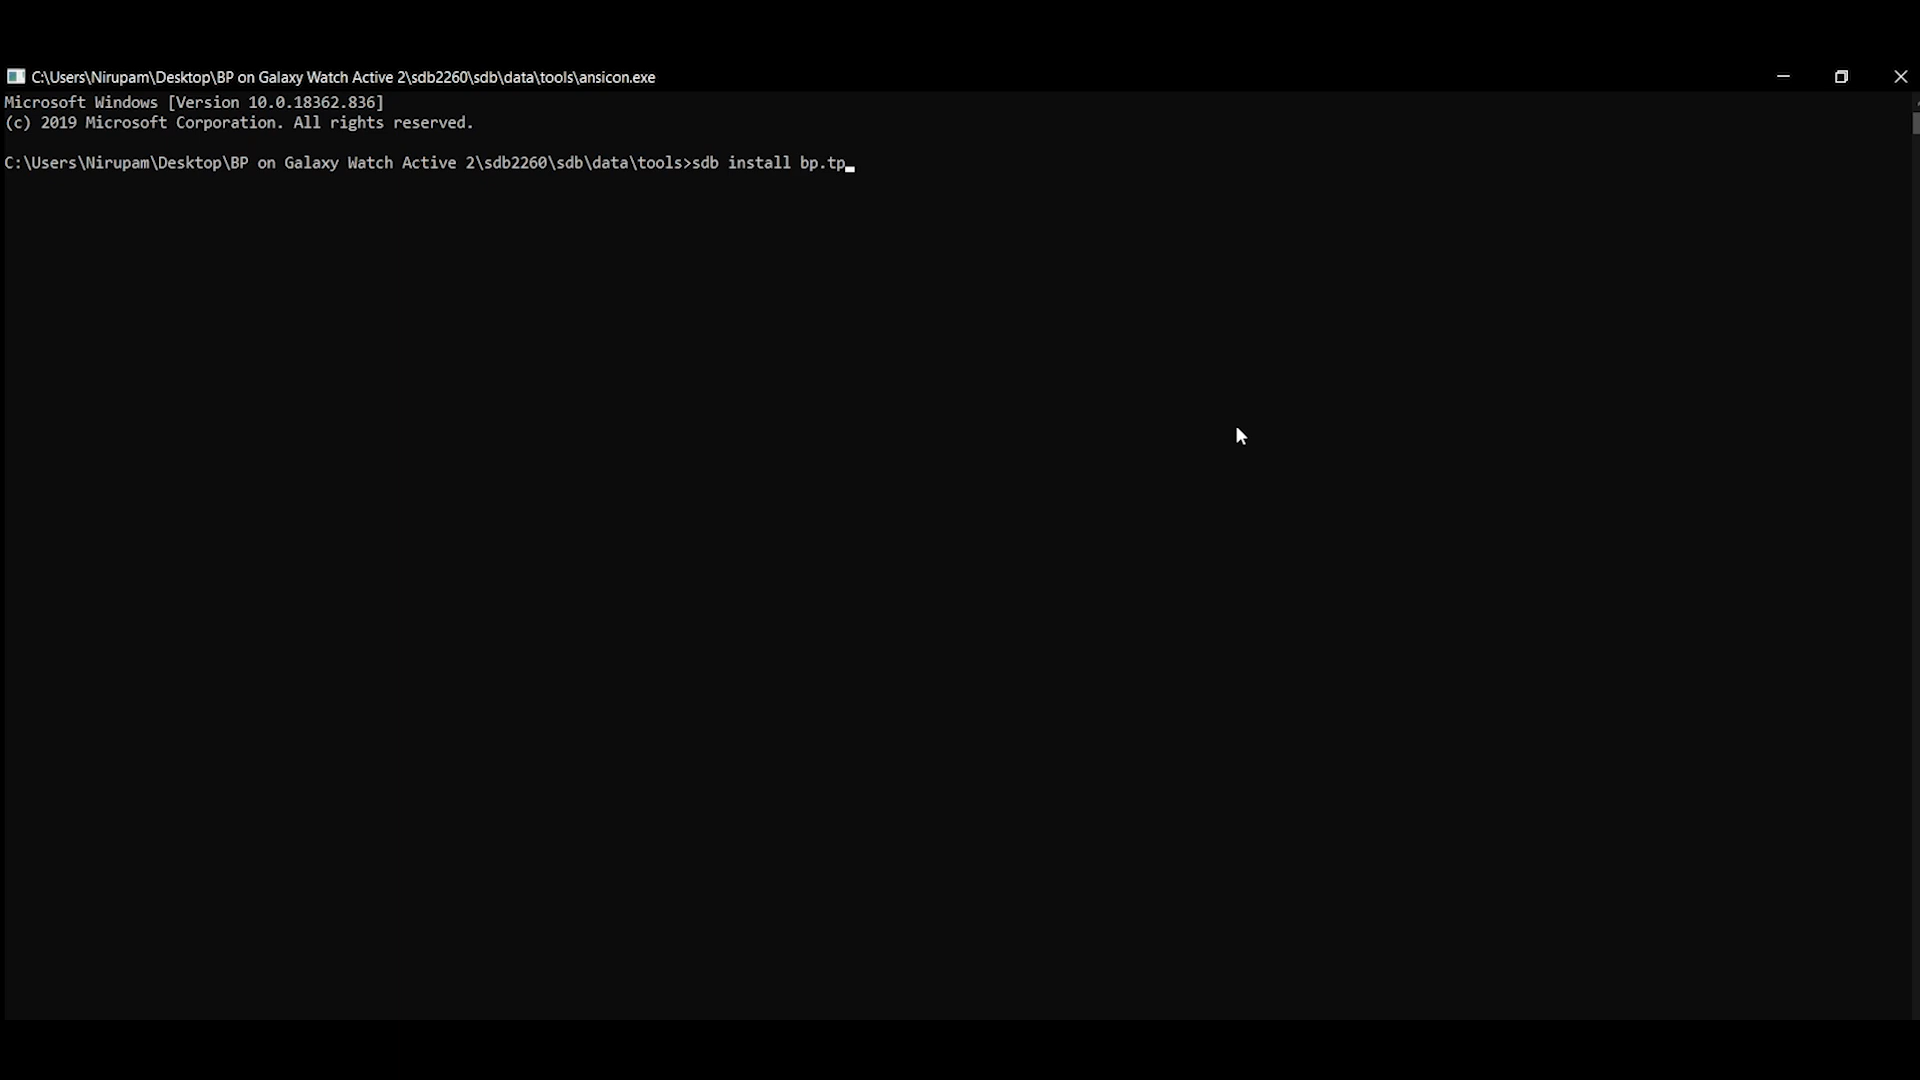 C:\Users\Nirupam\Desktop\BP on Galaxy Watch Active 2\sdb2260\sdb\data\tools\ansicon.exe
Microsoft Windows [Version 10.0.18362.836]
(c) 2019 Microsoft Corporation. All rights reserved.
C:\Users\Nirupam\Desktop\BP on Galaxy Watch Active 2\sdb2260\sdb\data\tools>sdb install bp.tp